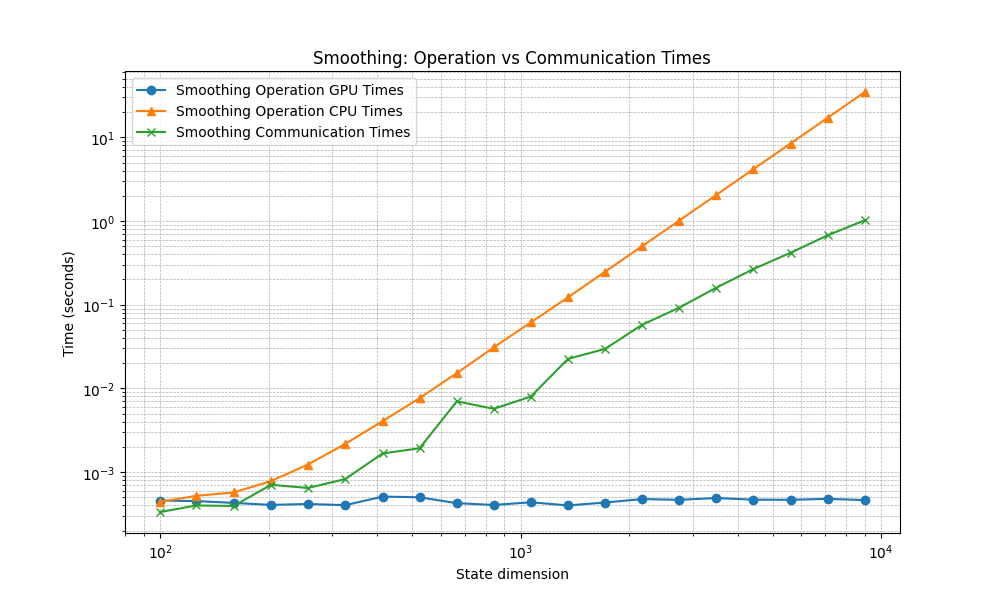 Smoothing: Operation vs Communication Times
Smoothing Operation GPU Times
Smoothing Operation CPU Times
Smoothing Communication Times
10¹
10⁰
10⁻¹
10⁻²
10⁻³
Time (seconds)
10² 10³ 10⁴
State dimension